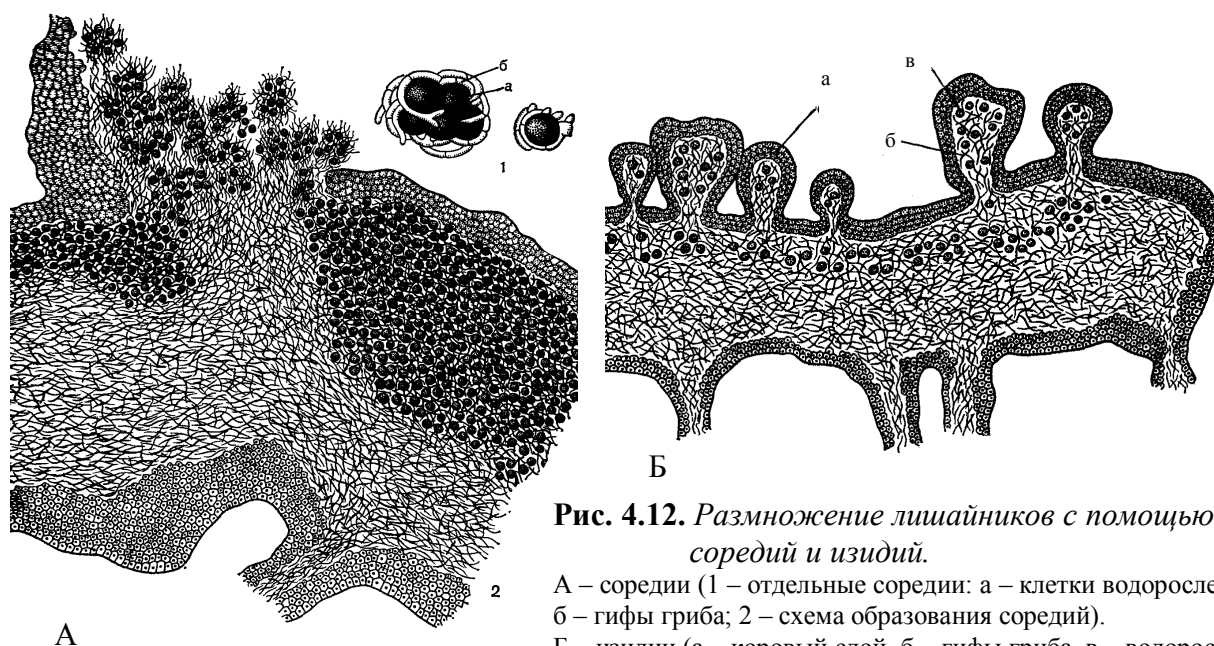 б
а
1
2
А
а
в
б
Б
Рис. 4.12. Размножение лишайников с помощью
соредий и изидий.
А – соредии (1 – отдельные соредии: а – клетки водоросле
б – гифы гриба; 2 – схема образования соредий).